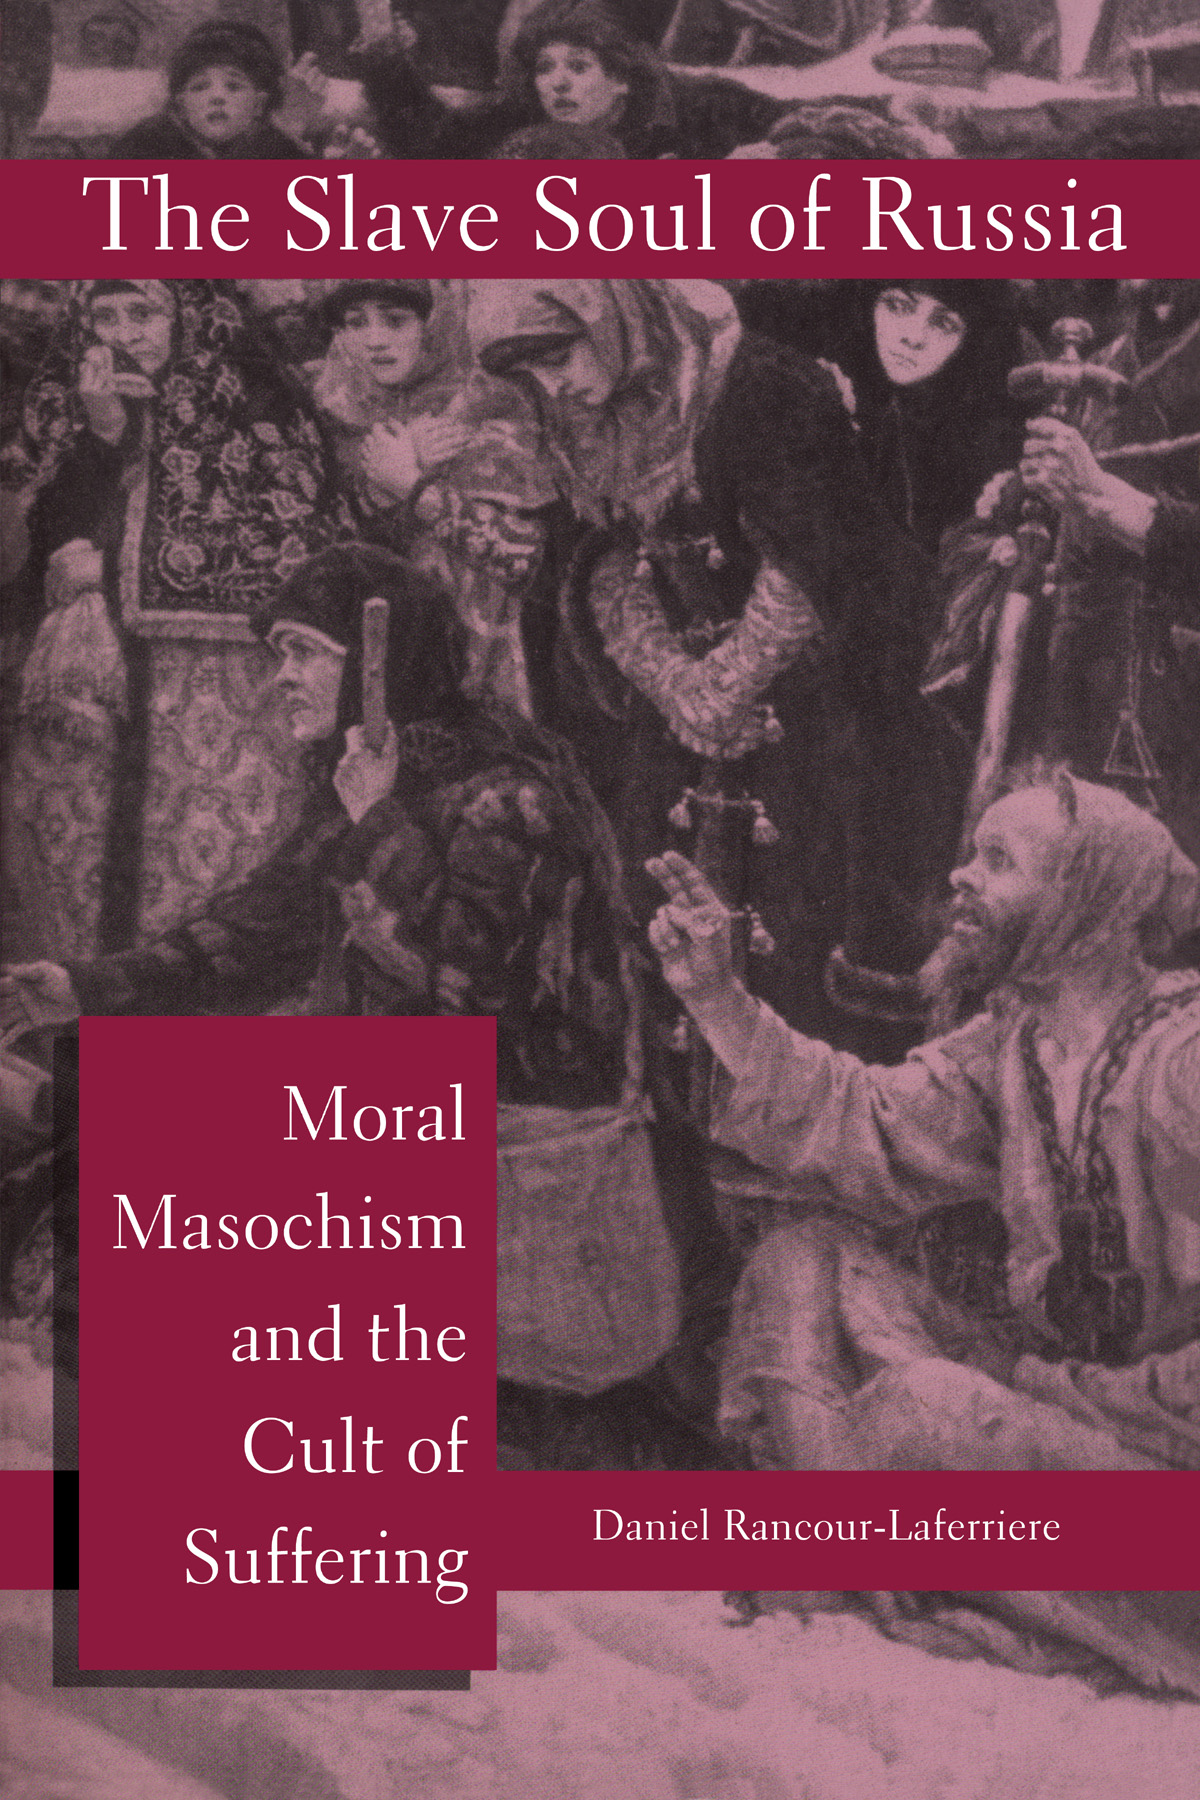 The Slave Soul of Russia
Moral
Masochism
and the
Cult of
Suffering
Daniel Rancour-Laferriere